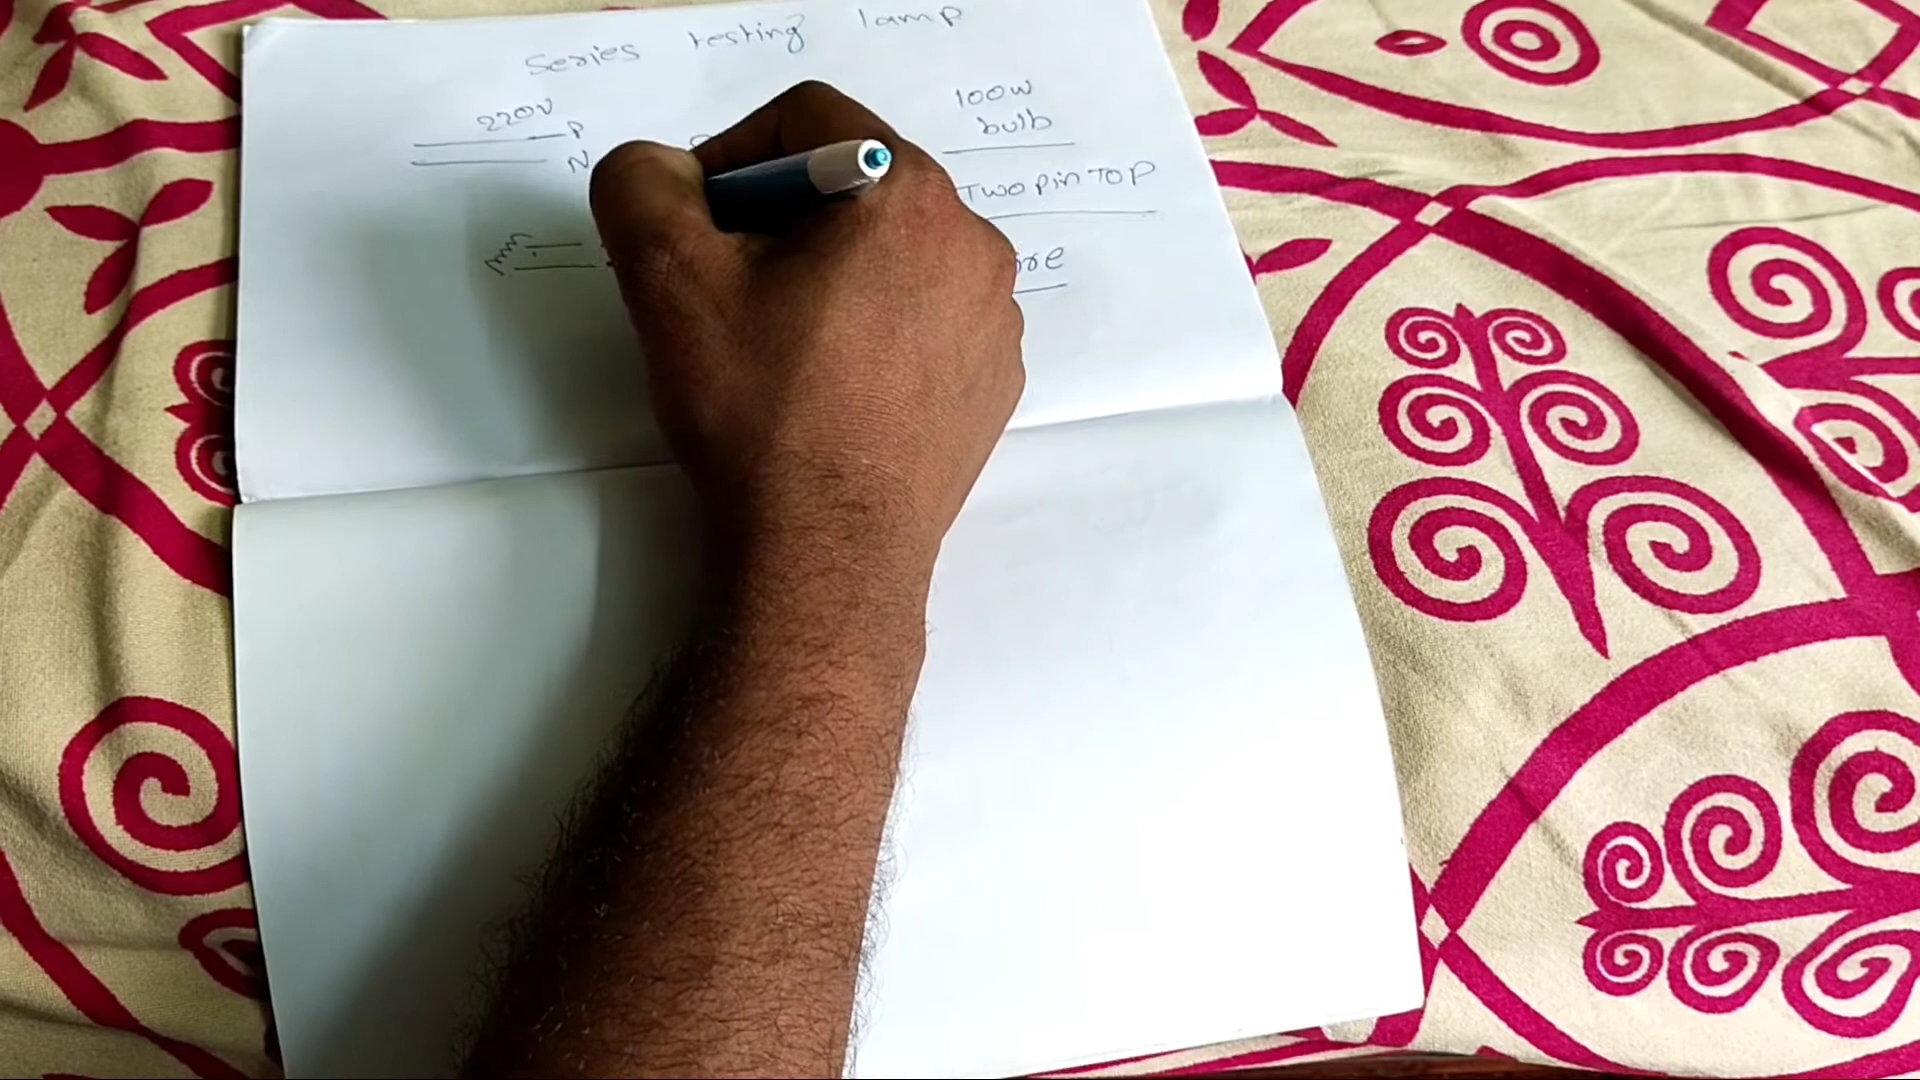 Series testing lamp
220V
P
N
100W
bulb
Two Pin TOP